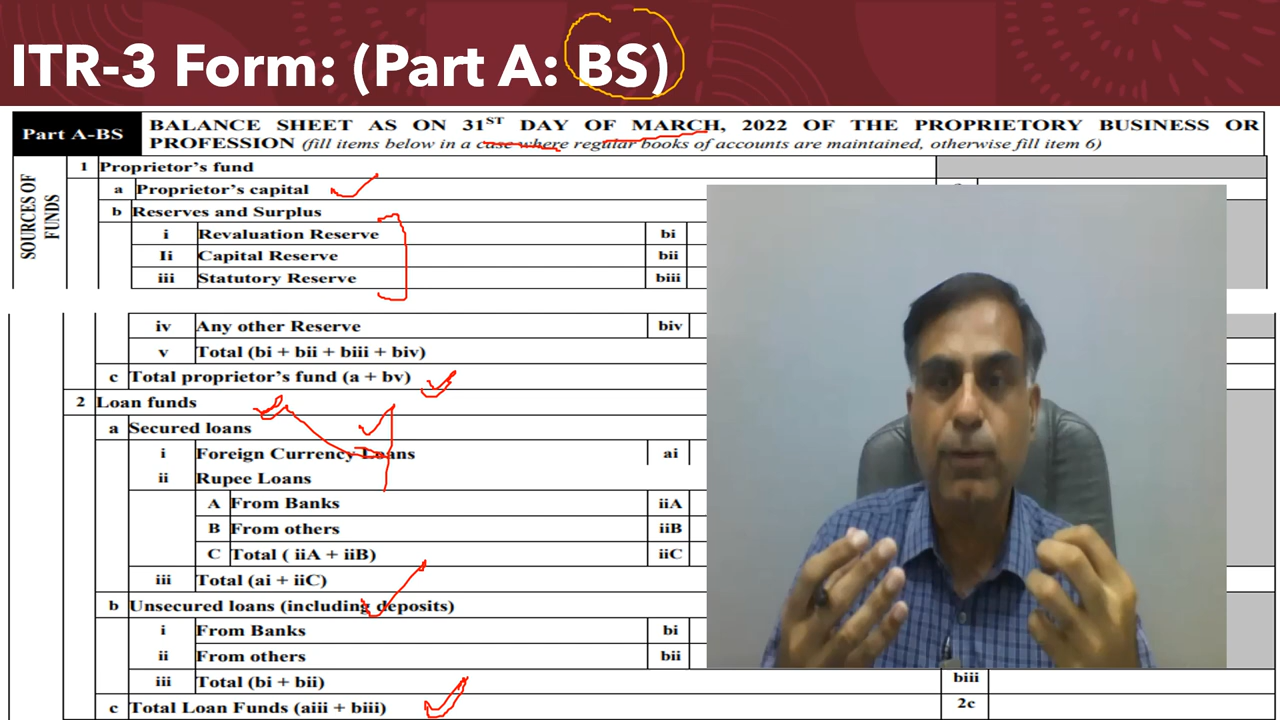 ITR-3 Form: (Part A: BS)
Part A-BS
BALANCE SHEET AS ON 31ST DAY OF MARCH, 2022 OF THE PROPRIETORY BUSINESS OR
PROFESSION (fill items below in a case where regular books of accounts are maintained, otherwise fill item 6)
SOURCES OF
FUNDS
1 Proprietor's fund
a Proprietor's capital
b Reserves and Surplus
i Revaluation Reserve bi
Ii Capital Reserve bii
iii Statutory Reserve biii
iv Any other Reserve biv
v Total (bi + bii + biii + biv)
c Total proprietor's fund (a + bv)
2 Loan funds
a Secured loans
i Foreign Currency Loans ai
ii Rupee Loans
A From Banks iiA
B From others iiB
C Total ( iiA + iiB) iiC
iii Total (ai + iiC)
b Unsecured loans (including deposits)
i From Banks bi
ii From others bii
iii Total (bi + bii) biii
c Total Loan Funds (aiii + biii) 2c